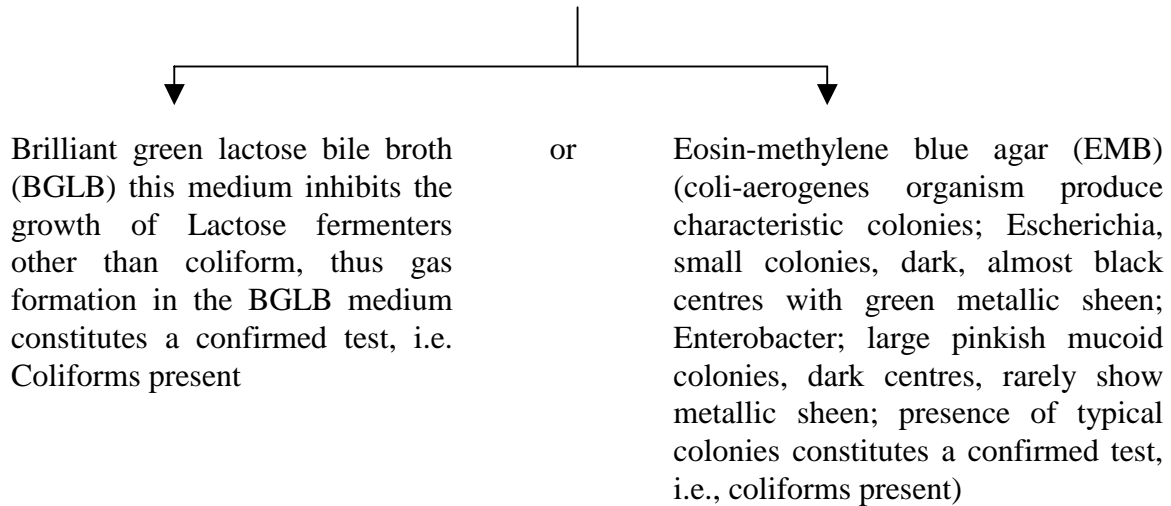 Brilliant green lactose bile broth
(BGLB) this medium inhibits the
growth of Lactose fermenters
other than coliform, thus gas
formation in the BGLB medium
constitutes a confirmed test, i.e.
Coliforms present
or
Eosin-methylene blue agar (EMB)
(coli-aerogenes organism produce
characteristic colonies; Escherichia,
small colonies, dark, almost black
centres with green metallic sheen;
Enterobacter; large pinkish mucoid
colonies, dark centres, rarely show
metallic sheen; presence of typical
colonies constitutes a confirmed test,
i.e., coliforms present)